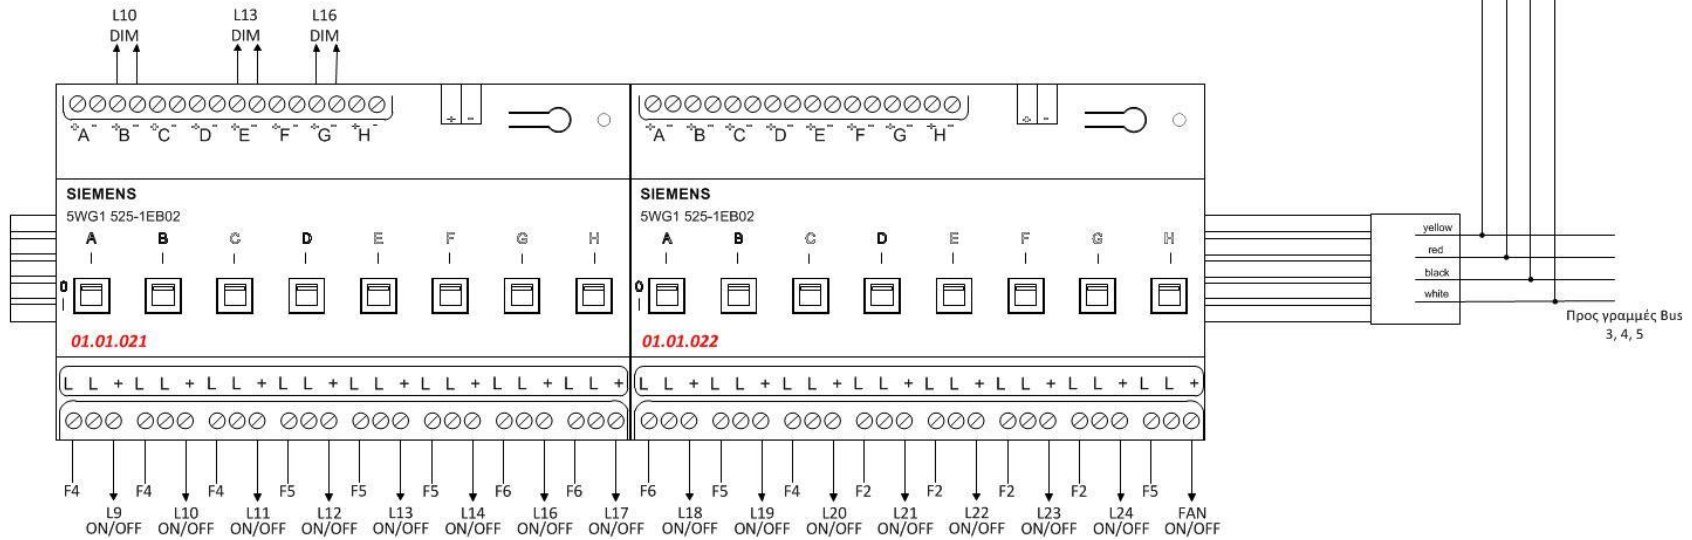 L10 L13 L16
DIM DIM DIM
+ - + -
+A- +B- +C- +D- +E- +F- +G- +H- +A- +B- +C- +D- +E- +F- +G- +H-
SIEMENS SIEMENS
5WG1 525-1EB02 5WG1 525-1EB02
A B C D E F G H A B C D E F G H
yellow
red
black
white
0 0
01.01.021 01.01.022
Προς γραμμές Bus
3, 4, 5
L L + L L + L L + L L + L L + L L + L L + L L + L L + L L + L L + L L + L L + L L + L L + L L +
F4 F4 F4 F5 F5 F5 F6 F6 F6 F5 F4 F2 F2 F2 F2 F5
L9 L10 L11 L12 L13 L14 L16 L17 L18 L19 L20 L21 L22 L23 L24 FAN
ON/OFF ON/OFF ON/OFF ON/OFF ON/OFF ON/OFF ON/OFF ON/OFF ON/OFF ON/OFF ON/OFF ON/OFF ON/OFF ON/OFF ON/OFF ON/OFF